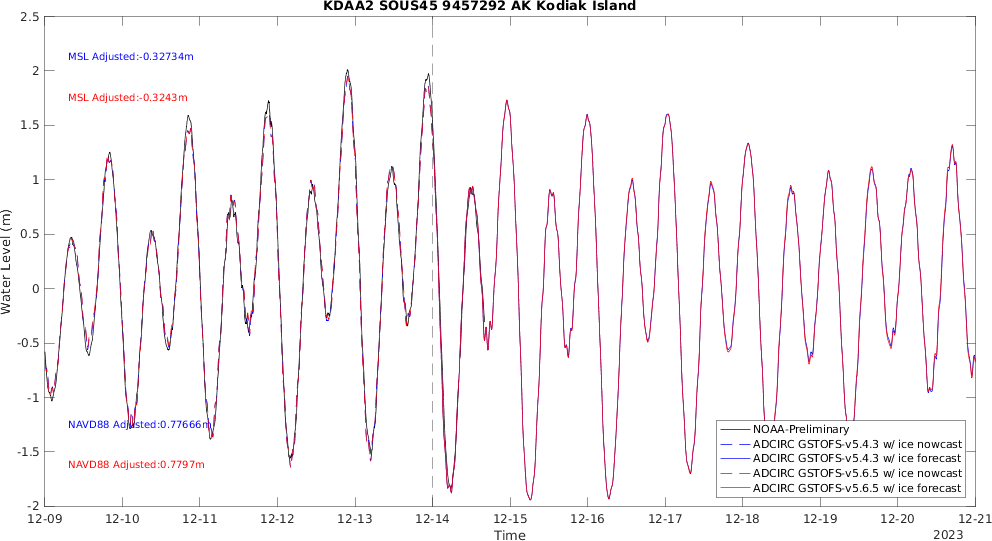 KDAA2 SOUS45 9457292 AK Kodiak Island
2.5
2
1.5
1
0.5
0
-0.5
-1
-1.5
-2
Water Level (m)
MSL Adjusted:-0.32734m
MSL Adjusted:-0.3243m
NAVD88 Adjusted:0.77666m
NAVD88 Adjusted:0.7797m
NOAA-Preliminary
ADCIRC GSTOFS-v5.4.3 w/ ice nowcast
ADCIRC GSTOFS-v5.4.3 w/ ice forecast
ADCIRC GSTOFS-v5.6.5 w/ ice nowcast
ADCIRC GSTOFS-v5.6.5 w/ ice forecast
12-09 12-10 12-11 12-12 12-13 12-14 12-15 12-16 12-17 12-18 12-19 12-20 12-21
Time
2023